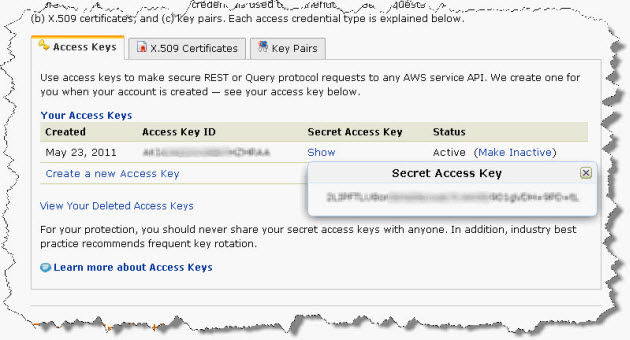 (b) X.509 certificates, and (c) key pairs. Each access credential type is explained below.
Access Keys X.509 Certificates Key Pairs
Use access keys to make secure REST or Query protocol requests to any AWS service API. We create one for
you when your account is created — see your access key below.
Your Access Keys
Created Access Key ID Secret Access Key Status
May 23, 2011 Show Active (Make Inactive)
Create a new Access Key
Secret Access Key
View Your Deleted Access Keys
For your protection, you should never share your secret access keys with anyone. In addition, industry best
practice recommends frequent key rotation.
Learn more about Access Keys